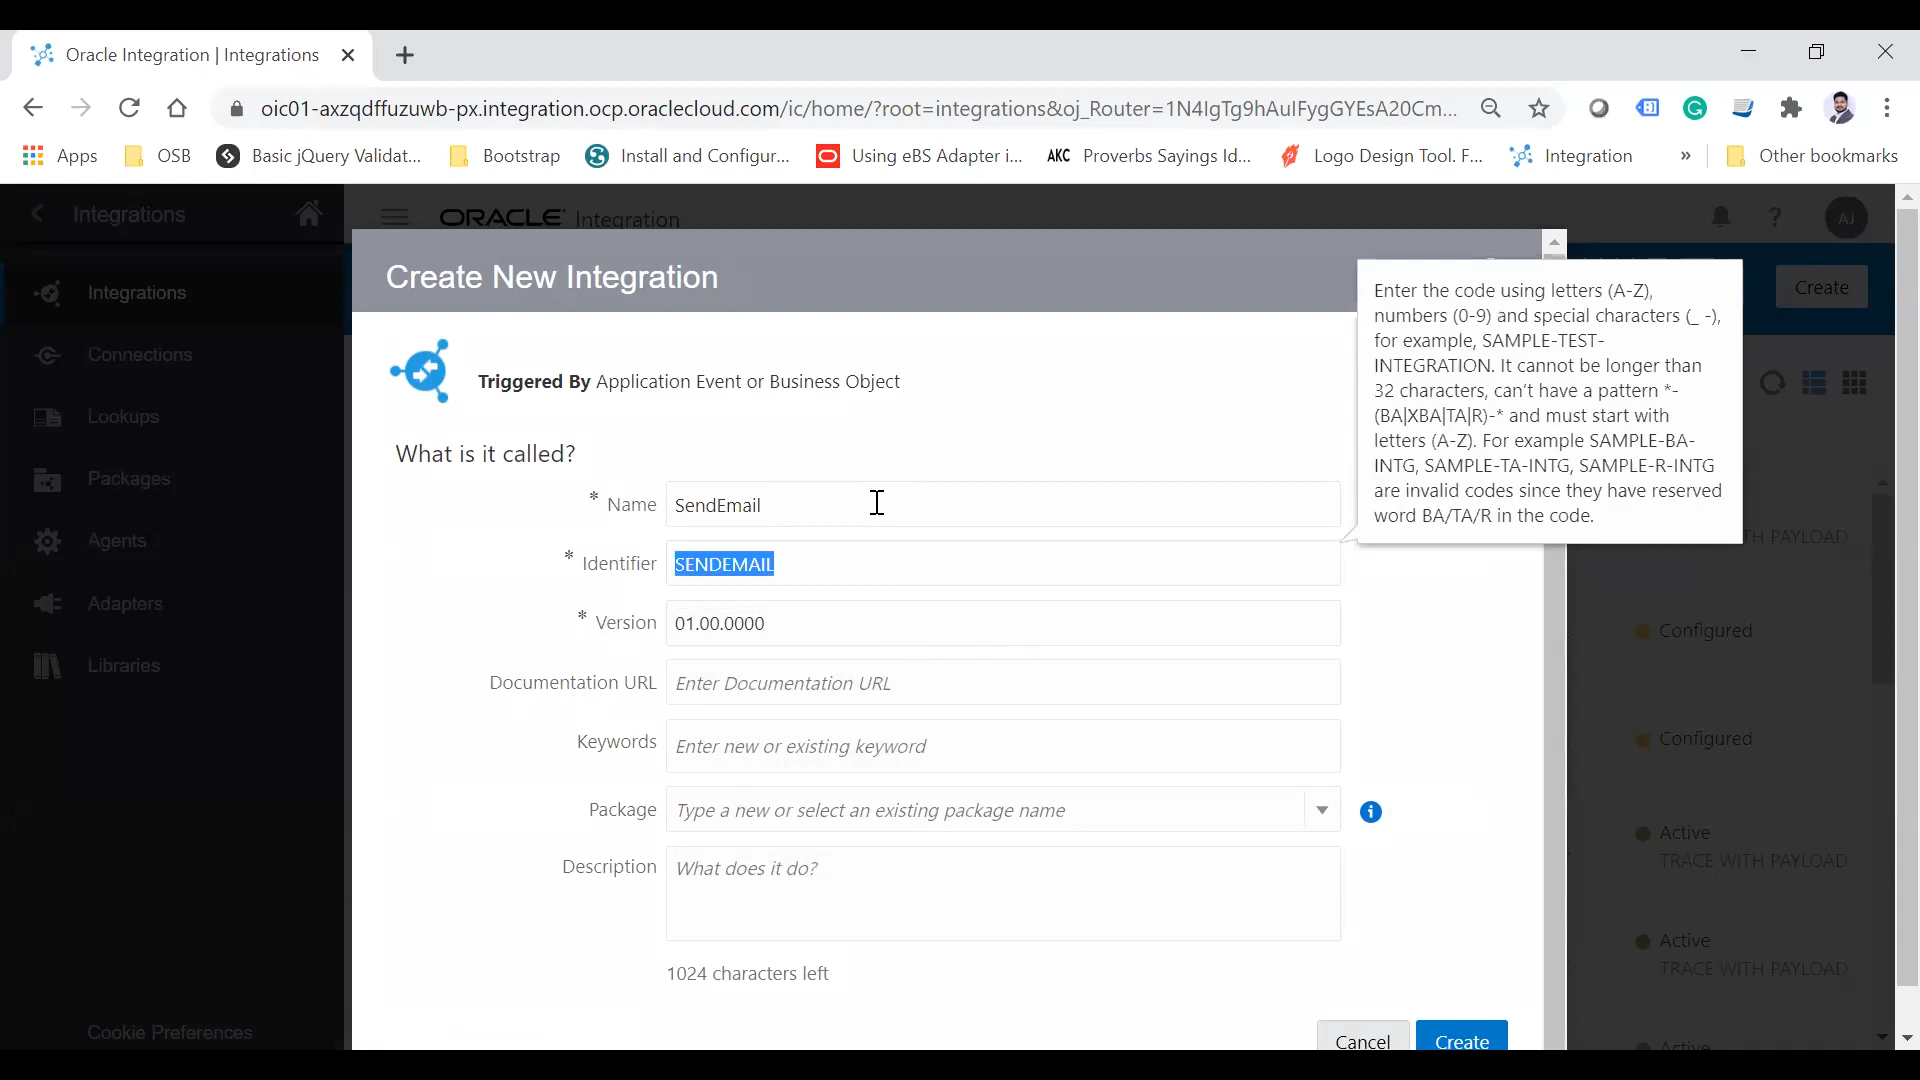 Oracle Integration | Integrations
oic01-axzqdffuzuwb-px.integration.ocp.oraclecloud.com/ic/home/?root=integrations&oj_Router=1N4IgTg9hAuIFygGYEsA20Cm...
Apps OSB Basic jQuery Validat... Bootstrap Install and Configur... Using eBS Adapter i... AKC Proverbs Sayings Id... Logo Design Tool. F... Integration » Other bookmarks
Integrations
ORACLE Integration
AJ
Create New Integration
Create
Integrations
Connections
Lookups
Packages
Agents
Adapters
Libraries
Cookie Preferences
Triggered By Application Event or Business Object
What is it called?
* Name SendEmail
* Identifier SENDEMAIL
* Version 01.00.0000
Documentation URL Enter Documentation URL
Keywords Enter new or existing keyword
Package Type a new or select an existing package name
Description What does it do?
1024 characters left
Cancel Create
Enter the code using letters (A-Z),
numbers (0-9) and special characters (_ -),
for example, SAMPLE-TEST-
INTEGRATION. It cannot be longer than
32 characters, can't have a pattern *-
(BA|XBA|TA|R)-* and must start with
letters (A-Z). For example SAMPLE-BA-
INTG, SAMPLE-TA-INTG, SAMPLE-R-INTG
are invalid codes since they have reserved
word BA/TA/R in the code.
WITH PAYLOAD
Configured
Configured
Active
TRACE WITH PAYLOAD
Active
TRACE WITH PAYLOAD
Active